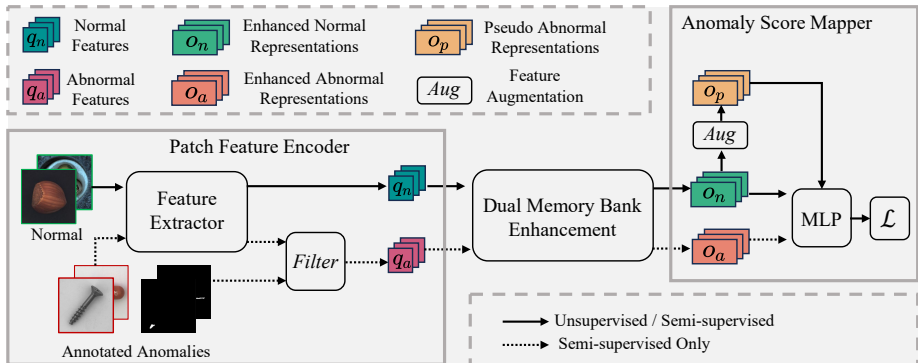 q_n
Normal
Features
o_n
Enhanced Normal
Representations
o_p
Pseudo Abnormal
Representations
q_a
Abnormal
Features
o_a
Enhanced Abnormal
Representations
Aug
Feature
Augmentation
Anomaly Score Mapper
o_p
Aug
o_n
MLP
ℒ
o_a
Patch Feature Encoder
Normal
Feature
Extractor
q_n
Filter
q_a
Annotated Anomalies
Dual Memory Bank
Enhancement
Unsupervised / Semi-supervised
Semi-supervised Only